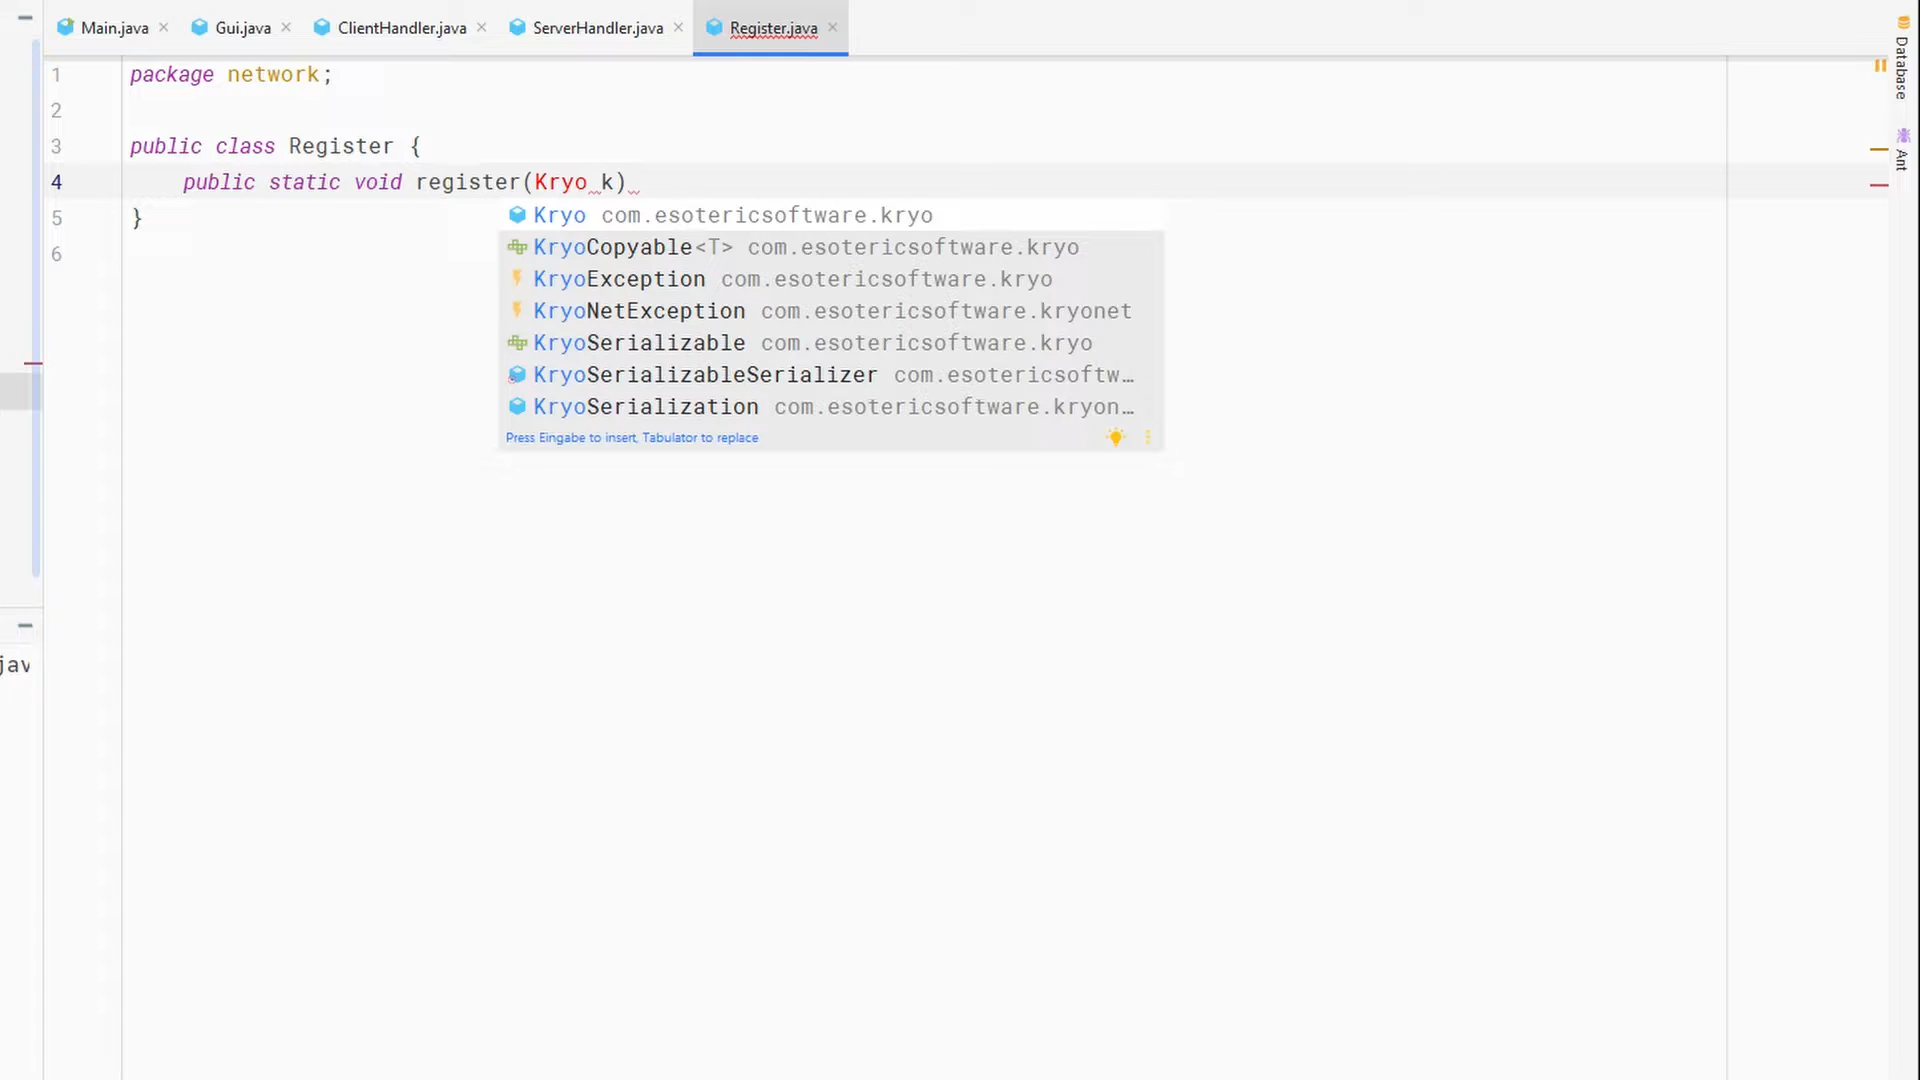 Main.java Gui.java ClientHandler.java ServerHandler.java Register.java
1 package network;
2
3 public class Register {
4 public static void register(Kryo k)
5 }
6
Kryo com.esotericsoftware.kryo
KryoCopyable<T> com.esotericsoftware.kryo
KryoException com.esotericsoftware.kryo
KryoNetException com.esotericsoftware.kryonet
KryoSerializable com.esotericsoftware.kryo
KryoSerializableSerializer com.esotericsoftw…
KryoSerialization com.esotericsoftware.kryon…
Press Eingabe to insert, Tabulator to replace
jav
Database
Ant